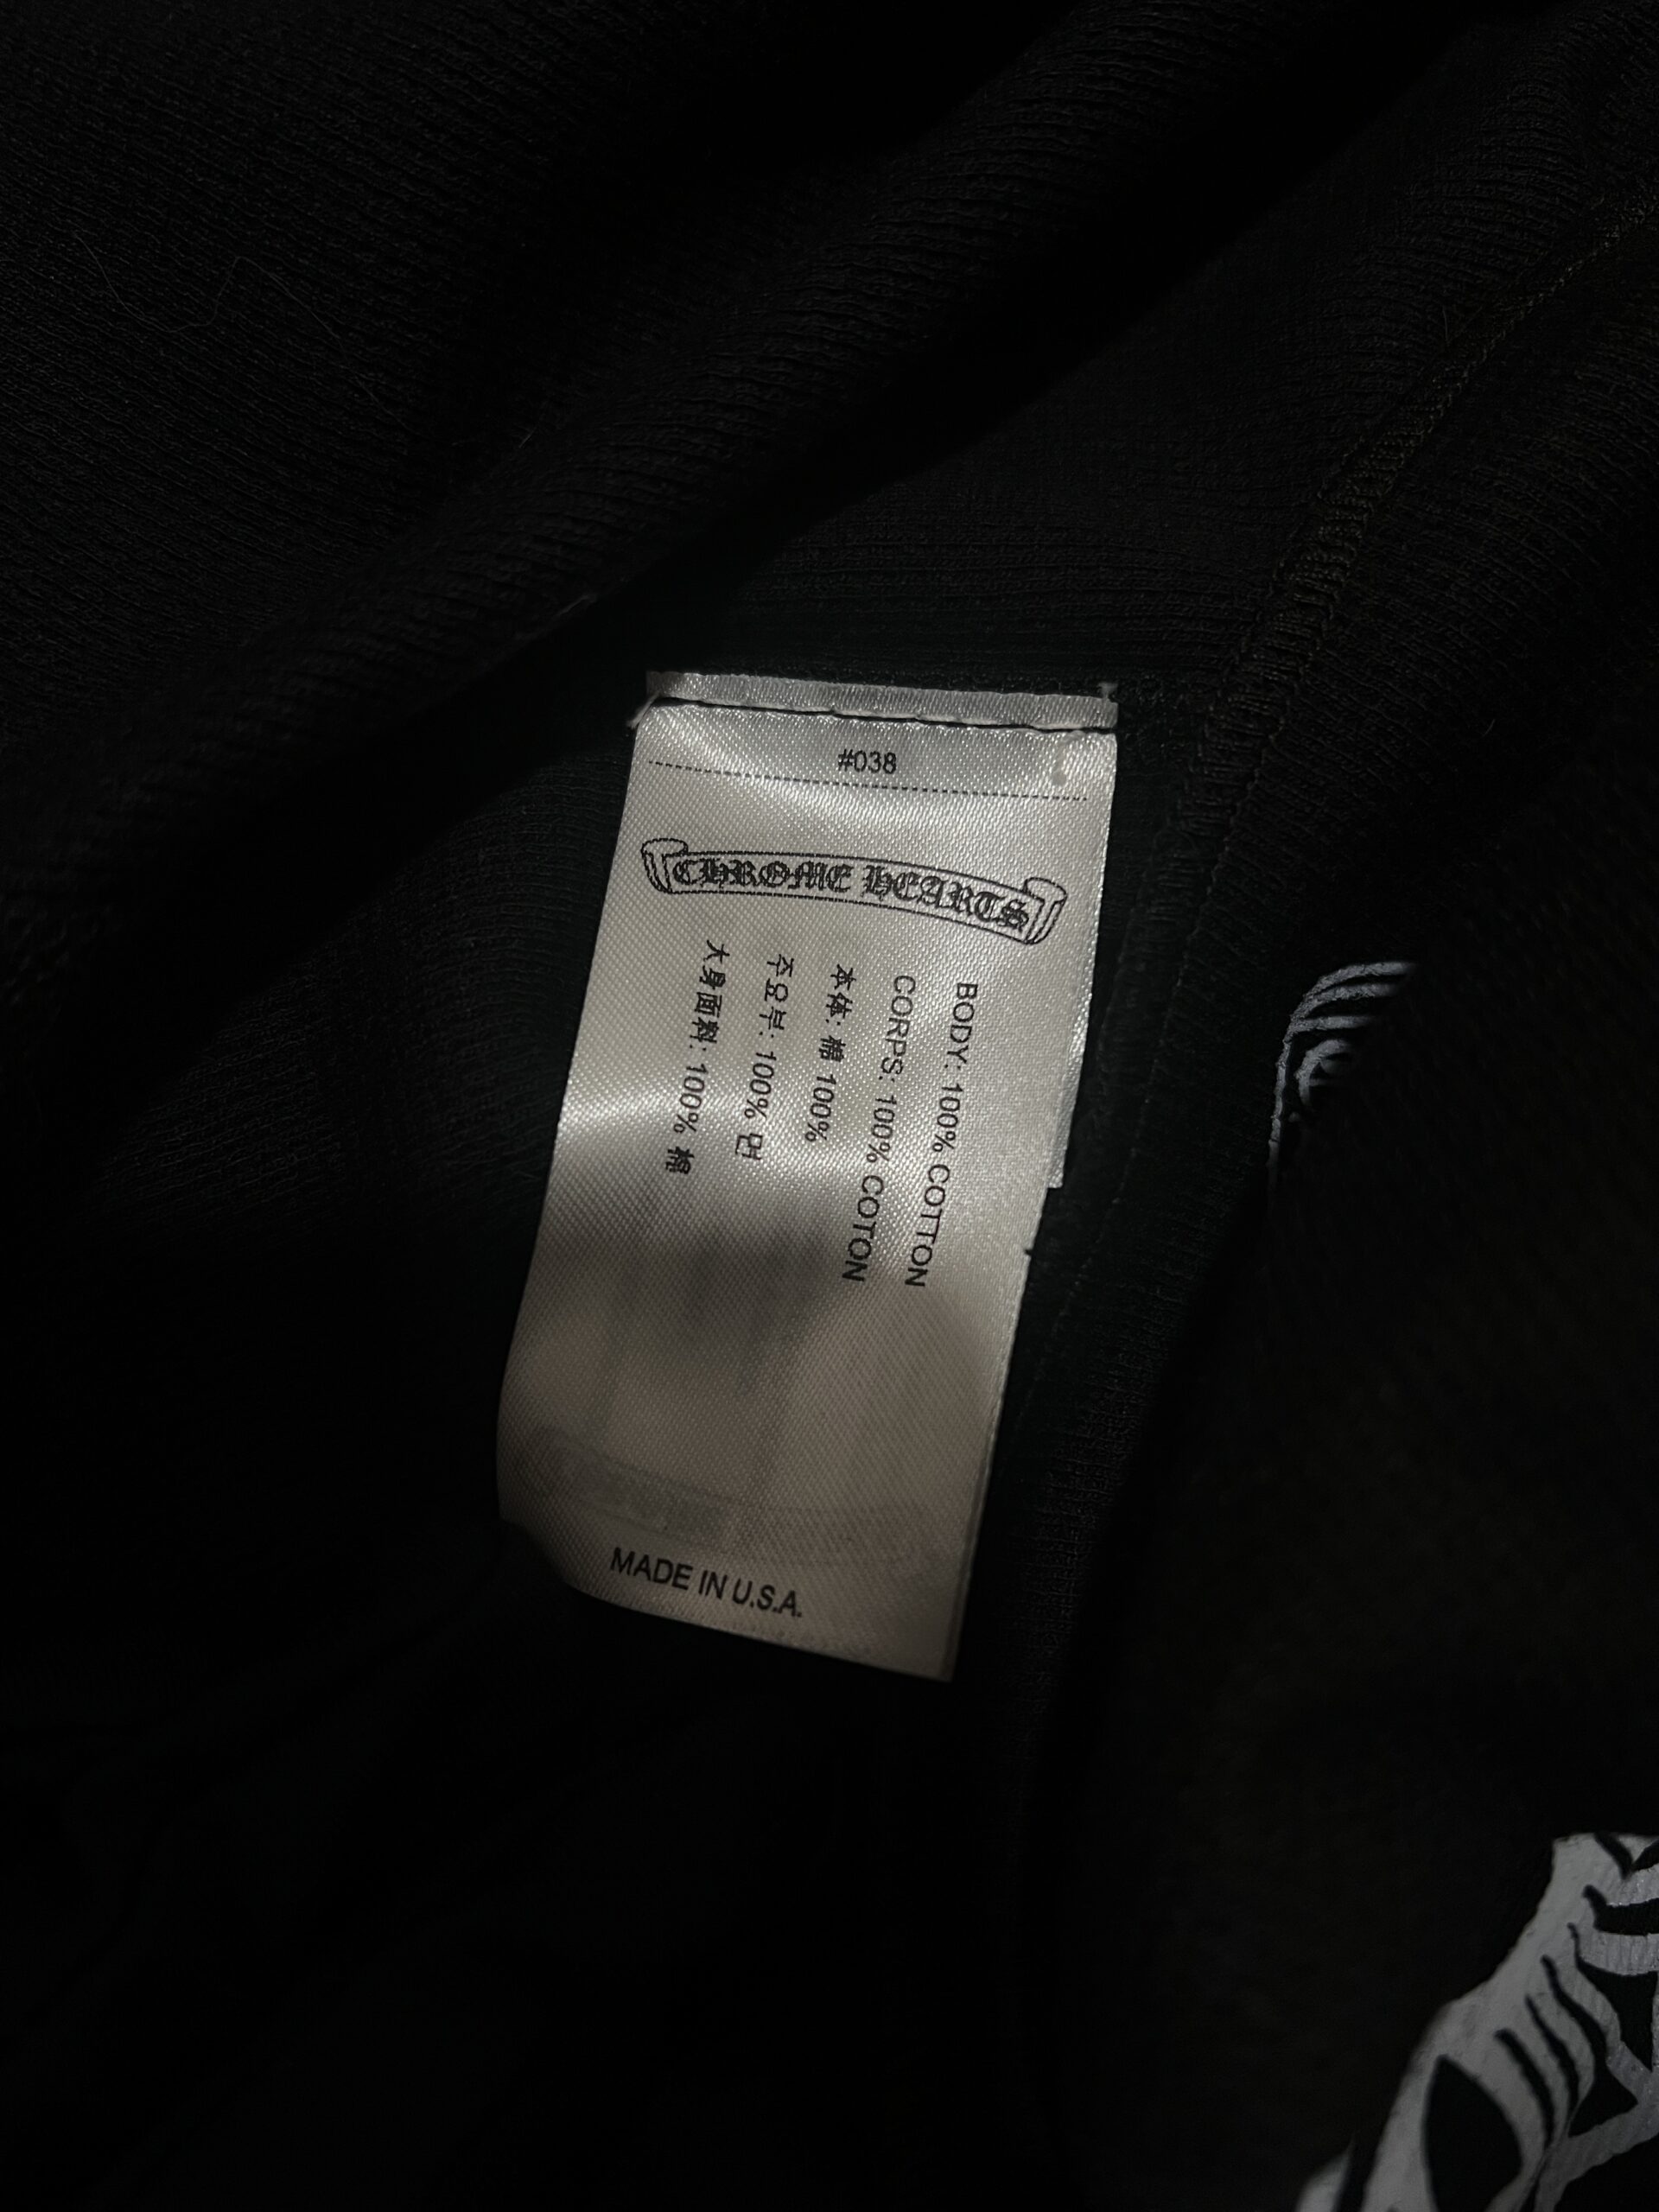 #038
CHROME HEARTS
BODY: 100% COTTON
CORPS: 100% COTON
本体: 棉 100%
주요부: 100% 면
大身面料: 100% 棉
MADE IN U.S.A.